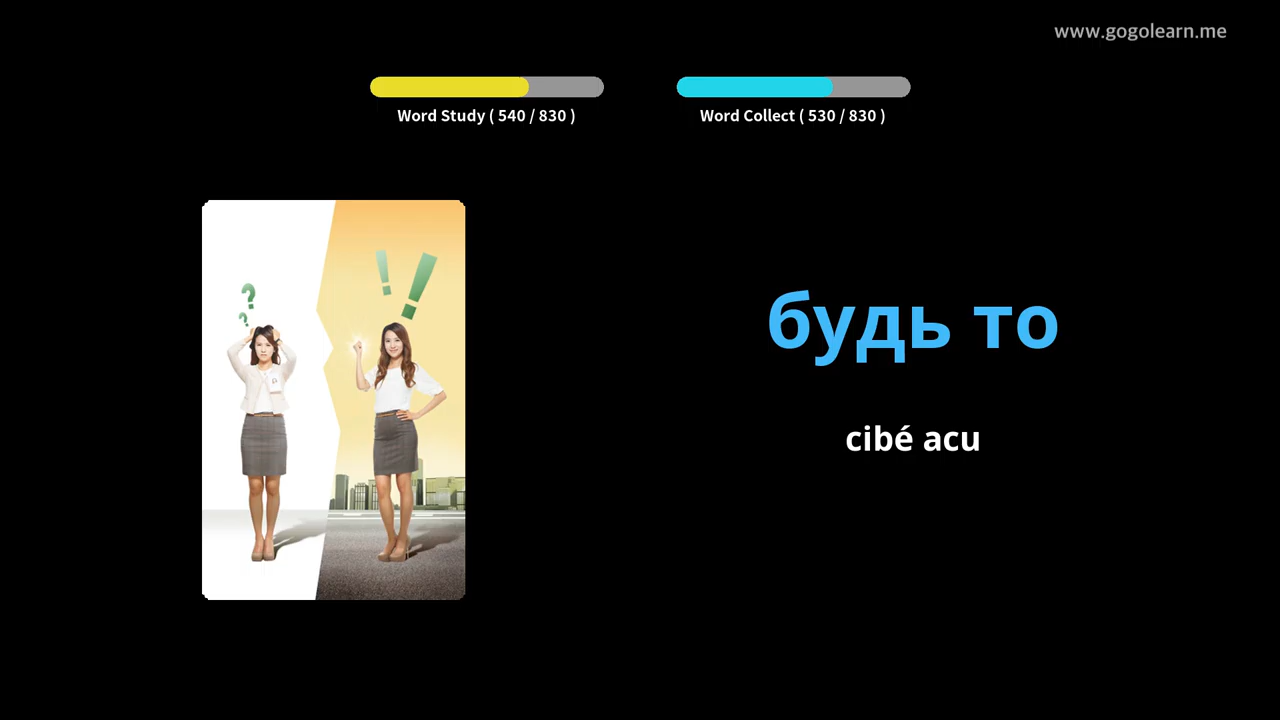 www.gogolearn.me
Word Study ( 540 / 830 )
Word Collect ( 530 / 830 )
? ?
! !
будь то
cibé acu